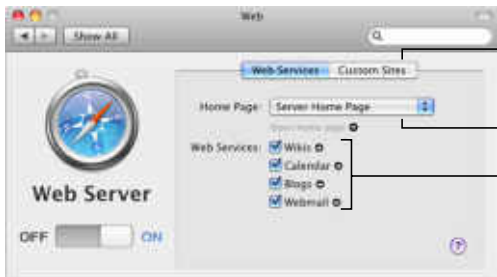 Web
Show All
Web Services Custom Sites
Home Page: Server Home Page
Web Services: Wikis
Calendar
Blogs
Webmail
Web Server
OFF ON
?